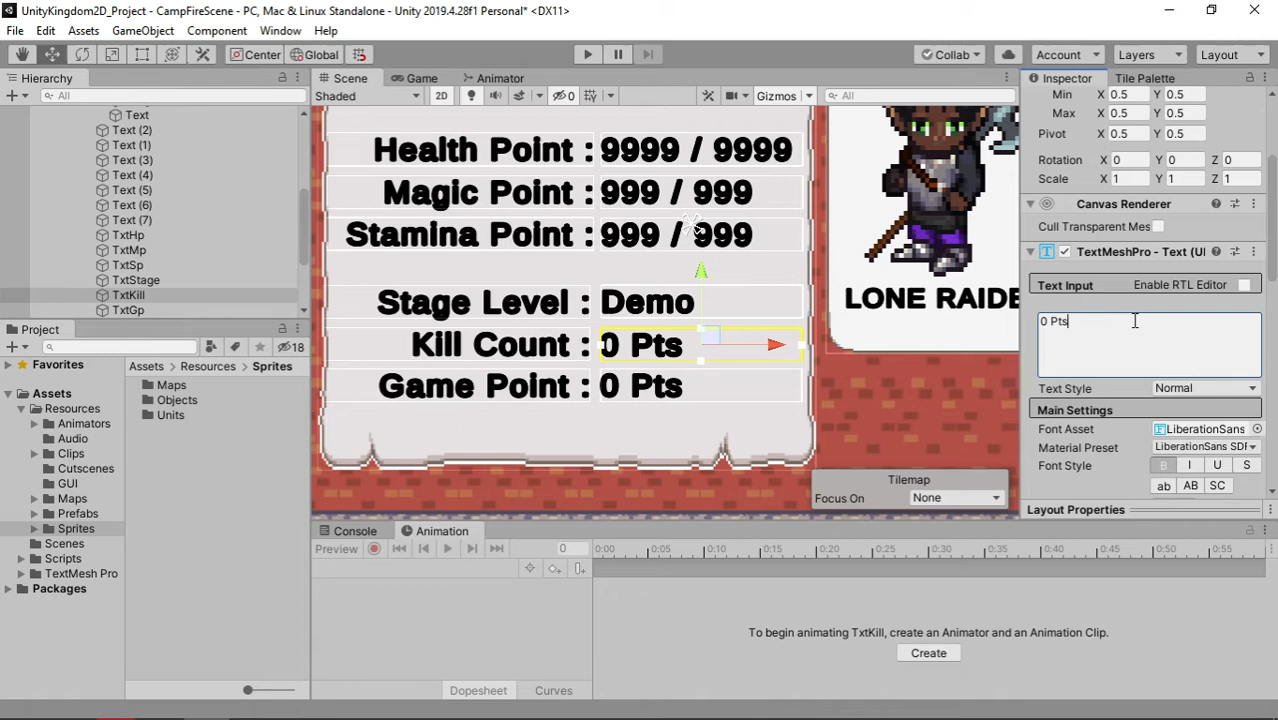 UnityKingdom2D_Project - CampFireScene - PC, Mac & Linux Standalone - Unity 2019.4.28f1 Personal* <DX11>
File Edit Assets GameObject Component Window Help
Center Global Collab Account Layers Layout
Hierarchy Scene Game Animator Inspector Tile Palette
All Shaded 2D 0 Gizmos All
Min X 0.5 Y 0.5
Max X 0.5 Y 0.5
Pivot X 0.5 Y 0.5
Rotation X 0 Y 0 Z 0
Scale X 1 Y 1 Z 1
Canvas Renderer
Cull Transparent Mes
TextMeshPro - Text (UI
Text Input Enable RTL Editor
0 Pts
Text Style Normal
Main Settings
Font Asset LiberationSans
Material Preset LiberationSans SDF
Font Style B I U S
ab AB SC
Layout Properties
Text
Text (2)
Text (1)
Text (3)
Text (4)
Text (5)
Text (6)
Text (7)
TxtHp
TxtMp
TxtSp
TxtStage
TxtKill
TxtGp
Health Point : 9999 / 9999
Magic Point : 999 / 999
Stamina Point : 999 / 999
Stage Level : Demo
Kill Count : 0 Pts
Game Point : 0 Pts
LONE RAIDE
Tilemap
Focus On None
Project
18
Favorites
Assets
Resources
Animators
Audio
Clips
Cutscenes
GUI
Maps
Prefabs
Sprites
Scenes
Scripts
TextMesh Pro
Packages
Assets Resources Sprites
Maps
Objects
Units
Console Animation
Preview 0 0:00 0:05 0:10 0:15 0:20 0:25 0:30 0:35 0:40 0:45 0:50 0:55
To begin animating TxtKill, create an Animator and an Animation Clip.
Create
Dopesheet Curves